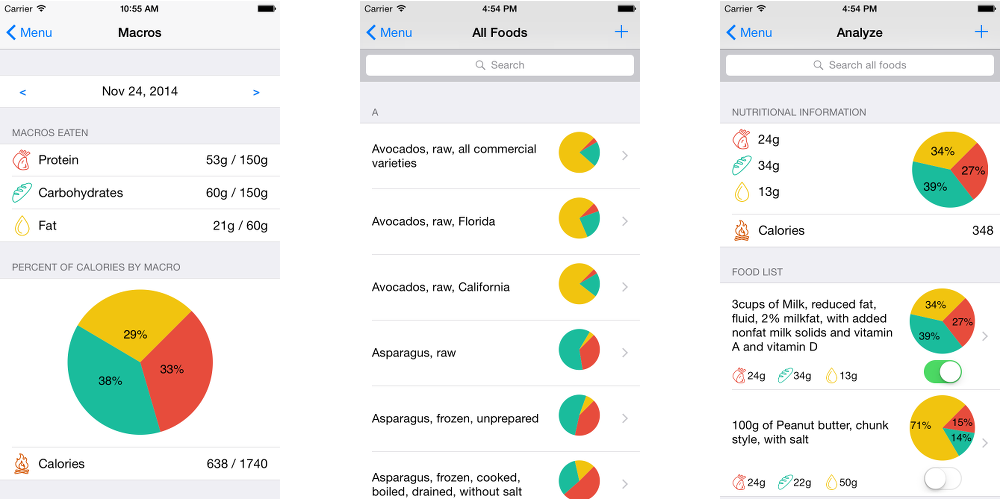 Carrier 10:55 AM
Menu Macros
< Nov 24, 2014 >
MACROS EATEN
Protein 53g / 150g
Carbohydrates 60g / 150g
Fat 21g / 60g
PERCENT OF CALORIES BY MACRO
29%
33%
38%
Calories 638 / 1740
Carrier 4:54 PM
Menu All Foods +
Search
A
Avocados, raw, all commercial
varieties
Avocados, raw, Florida
Avocados, raw, California
Asparagus, raw
Asparagus, frozen, unprepared
Asparagus, frozen, cooked,
boiled, drained, without salt
Carrier 4:54 PM
Menu Analyze +
Search all foods
NUTRITIONAL INFORMATION
24g
34g
13g
34%
27%
39%
Calories 348
FOOD LIST
3cups of Milk, reduced fat,
fluid, 2% milkfat, with added
nonfat milk solids and vitamin
A and vitamin D
34%
27%
39%
24g 34g 13g
100g of Peanut butter, chunk
style, with salt
71%
15%
14%
24g 22g 50g